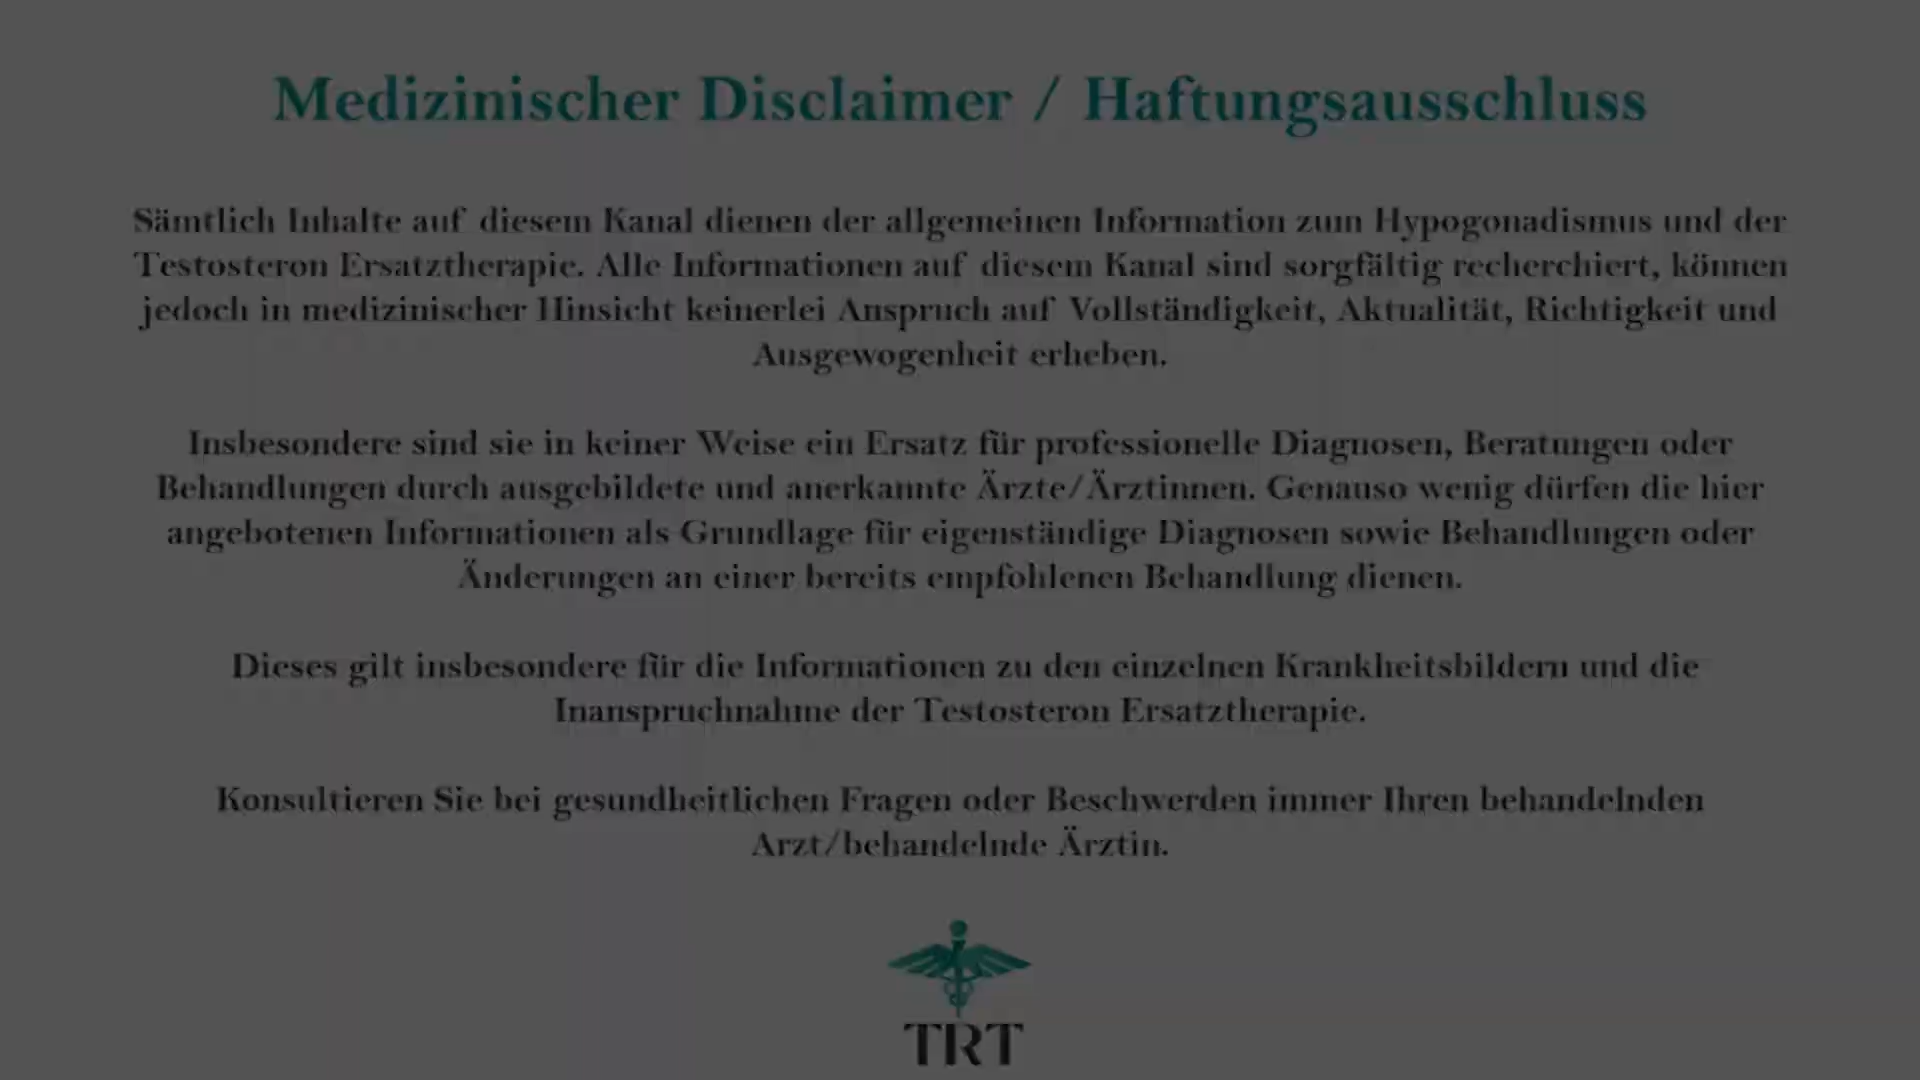 Medizinischer Disclaimer / Haftungsausschluss
Sämtlich Inhalte auf diesem Kanal dienen der allgemeinen Information zum Hypogonadismus und der
Testosteron Ersatztherapie. Alle Informationen auf diesem Kanal sind sorgfältig recherchiert, können
jedoch in medizinischer Hinsicht keinerlei Anspruch auf Vollständigkeit, Aktualität, Richtigkeit und
Ausgewogenheit erheben.
Insbesondere sind sie in keiner Weise ein Ersatz für professionelle Diagnosen, Beratungen oder
Behandlungen durch ausgebildete und anerkannte Ärzte/Ärztinnen. Genauso wenig dürfen die hier
angebotenen Informationen als Grundlage für eigenständige Diagnosen sowie Behandlungen oder
Änderungen an einer bereits empfohlenen Behandlung dienen.
Dieses gilt insbesondere für die Informationen zu den einzelnen Krankheitsbildern und die
Inanspruchnahme der Testosteron Ersatztherapie.
Konsultieren Sie bei gesundheitlichen Fragen oder Beschwerden immer Ihren behandelnden
Arzt/behandelnde Ärztin.
TRT